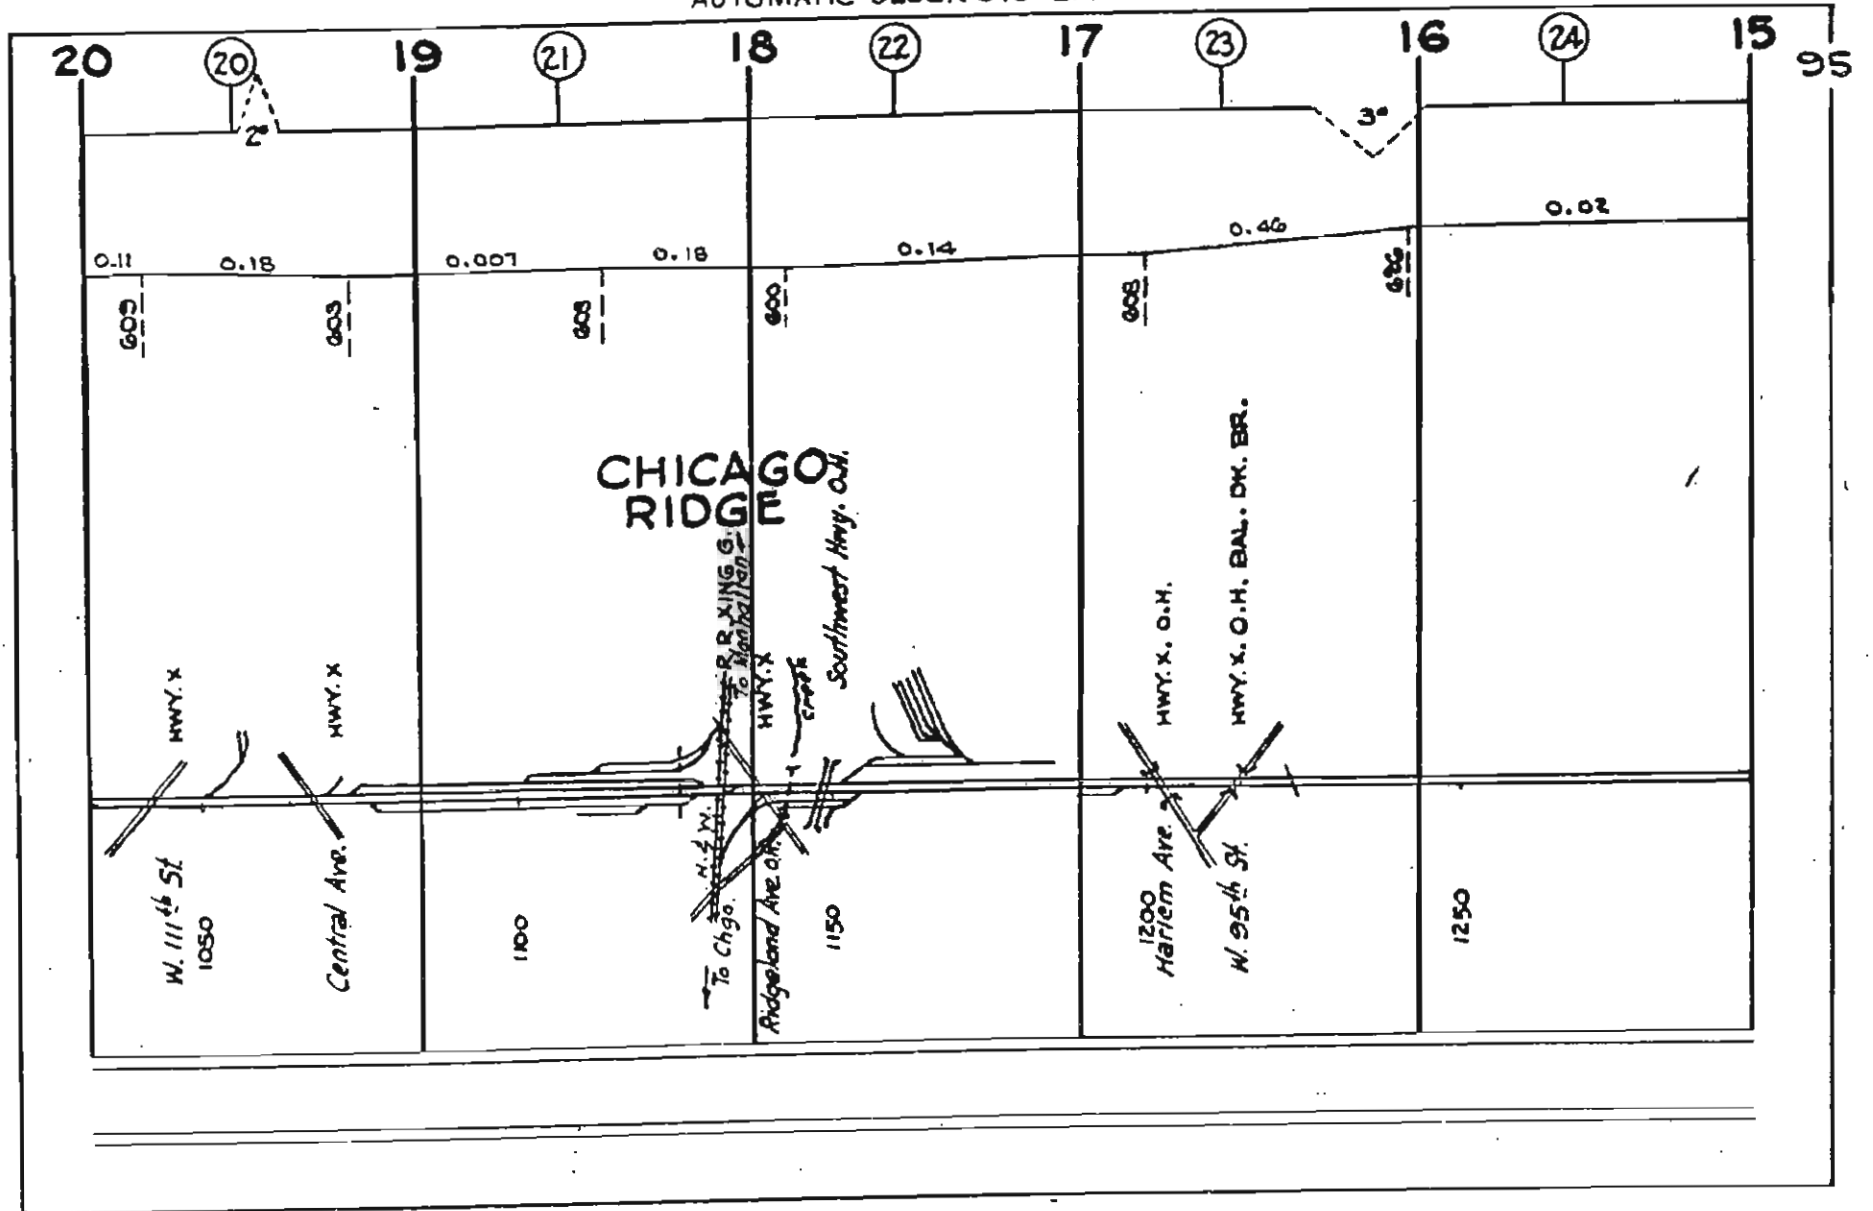 20
20
19
21
18
22
17
23
16
24
15
95
2°
3°
0.11
0.18
0.007
0.18
0.14
0.46
0.02
609
603
603
600
608
626
CHICAGO
RIDGE
R R XING G.
To Manhattan
Southwest Hwy. O.H.
HWY. X
HWY. X
HWY. X
creek
HWY. X. O.H.
HWY. X. O.H. BAL. DK. BR.
W. 111th St.
1050
Central Ave.
1100
To Chgo.
Ridgeland Ave.
1150
1200
Harlem Ave.
W. 95th St.
1250